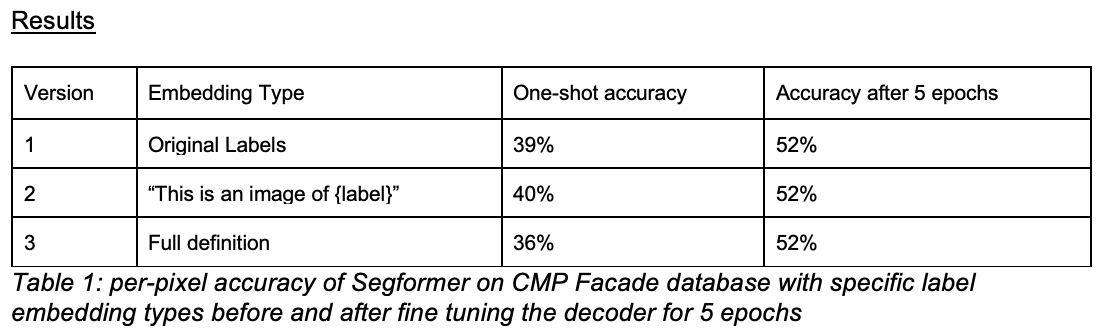 Results
Version Embedding Type One-shot accuracy Accuracy after 5 epochs
1 Original Labels 39% 52%
2 “This is an image of {label}” 40% 52%
3 Full definition 36% 52%
Table 1: per-pixel accuracy of Segformer on CMP Facade database with specific label
embedding types before and after fine tuning the decoder for 5 epochs